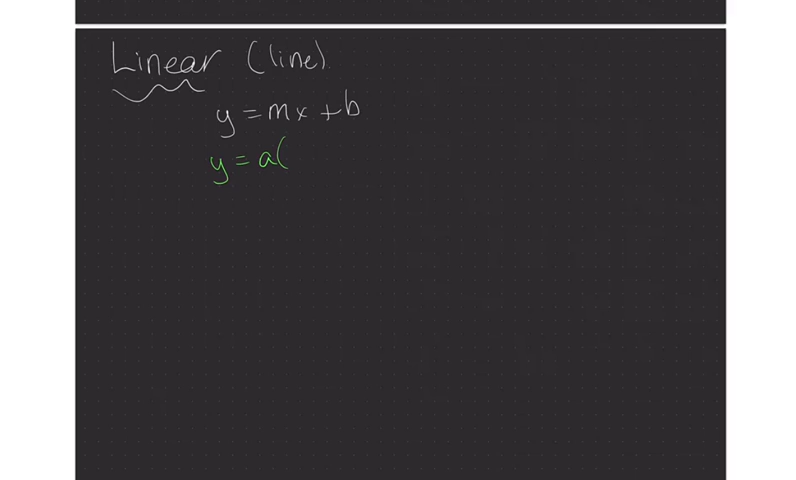 Linear (line)
y = mx + b
y = a(